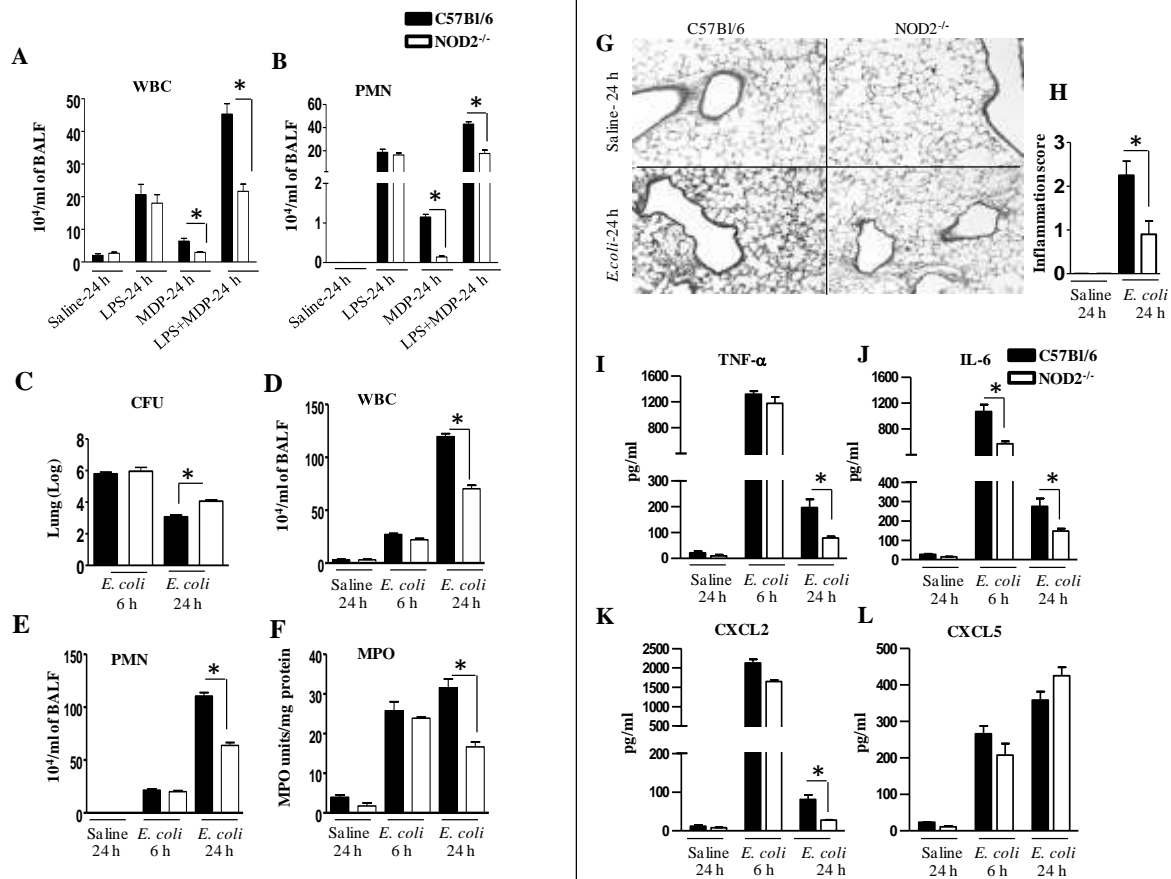 C57Bl/6
NOD2-/-
A
WBC
10⁴/ml of BALF
50
40
30
20
10
0
*
*
Saline-24 h
LPS-24 h
MDP-24 h
LPS+MDP-24 h
B
PMN
10⁴/ml of BALF
60
40
20
2
1
0
*
*
Saline-24 h
LPS-24 h
MDP-24 h
LPS+MDP-24 h
C
CFU
Lung (Log)
8
6
4
2
0
*
E. coli
6 h
E. coli
24 h
D
WBC
10⁴/ml of BALF
150
100
50
0
*
Saline
24 h
E. coli
6 h
E. coli
24 h
E
PMN
10⁴/ml of BALF
150
100
50
0
*
Saline
24 h
E. coli
6 h
E. coli
24 h
F
MPO
MPO units/mg protein
40
30
20
10
0
*
Saline
24 h
E. coli
6 h
E. coli
24 h
G
C57Bl/6
NOD2-/-
Saline- 24 h
E.coli-24 h
H
Inflammation score
3
2
1
0
*
Saline
24 h
E. coli
24 h
C57Bl/6
NOD2-/-
I
TNF-α
pg/ml
1600
1200
800
300
200
100
0
*
Saline
24 h
E. coli
6 h
E. coli
24 h
J
IL-6
pg/ml
1600
1200
800
400
300
200
100
0
*
*
Saline
24 h
E. coli
6 h
E. coli
24 h
K
CXCL2
pg/ml
2500
2000
1500
1000
500
200
100
0
*
Saline
24 h
E. coli
6 h
E. coli
24 h
L
CXCL5
pg/ml
500
400
300
200
100
0
Saline
24 h
E. coli
6 h
E. coli
24 h